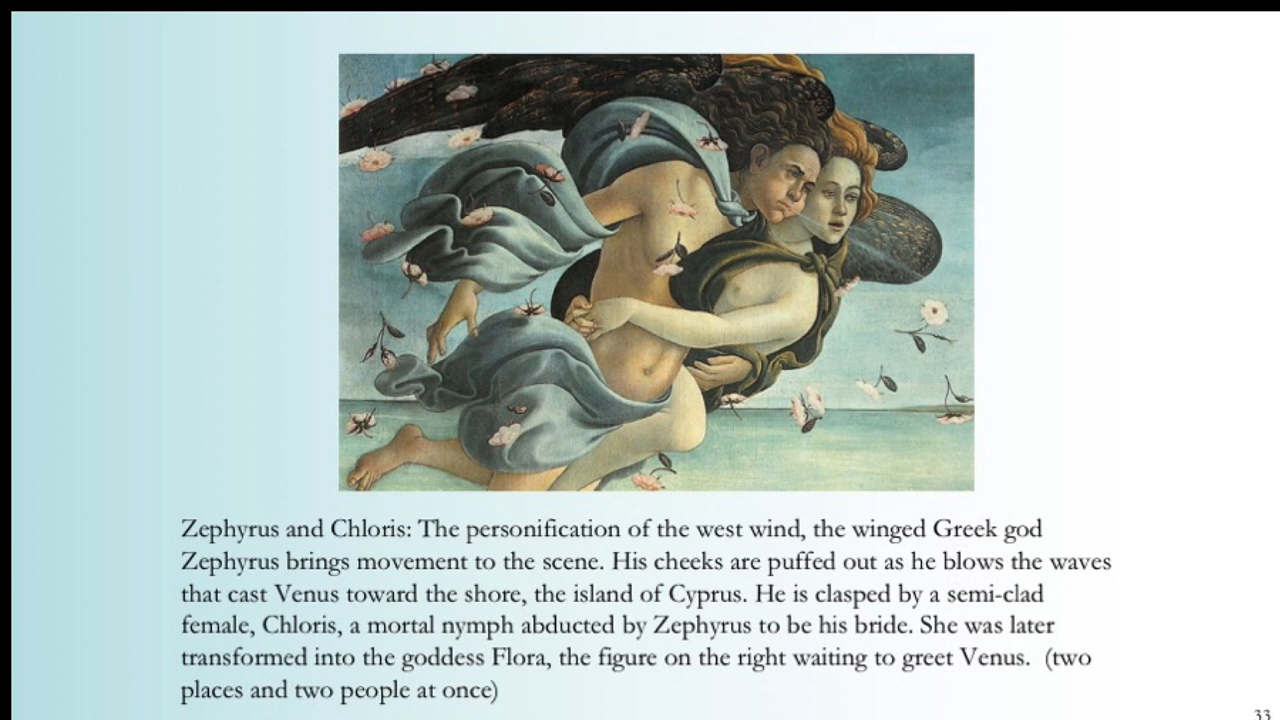 Zephyrus and Chloris: The personification of the west wind, the winged Greek god
Zephyrus brings movement to the scene. His cheeks are puffed out as he blows the waves
that cast Venus toward the shore, the island of Cyprus. He is clasped by a semi-clad
female, Chloris, a mortal nymph abducted by Zephyrus to be his bride. She was later
transformed into the goddess Flora, the figure on the right waiting to greet Venus.  (two
places and two people at once)
33